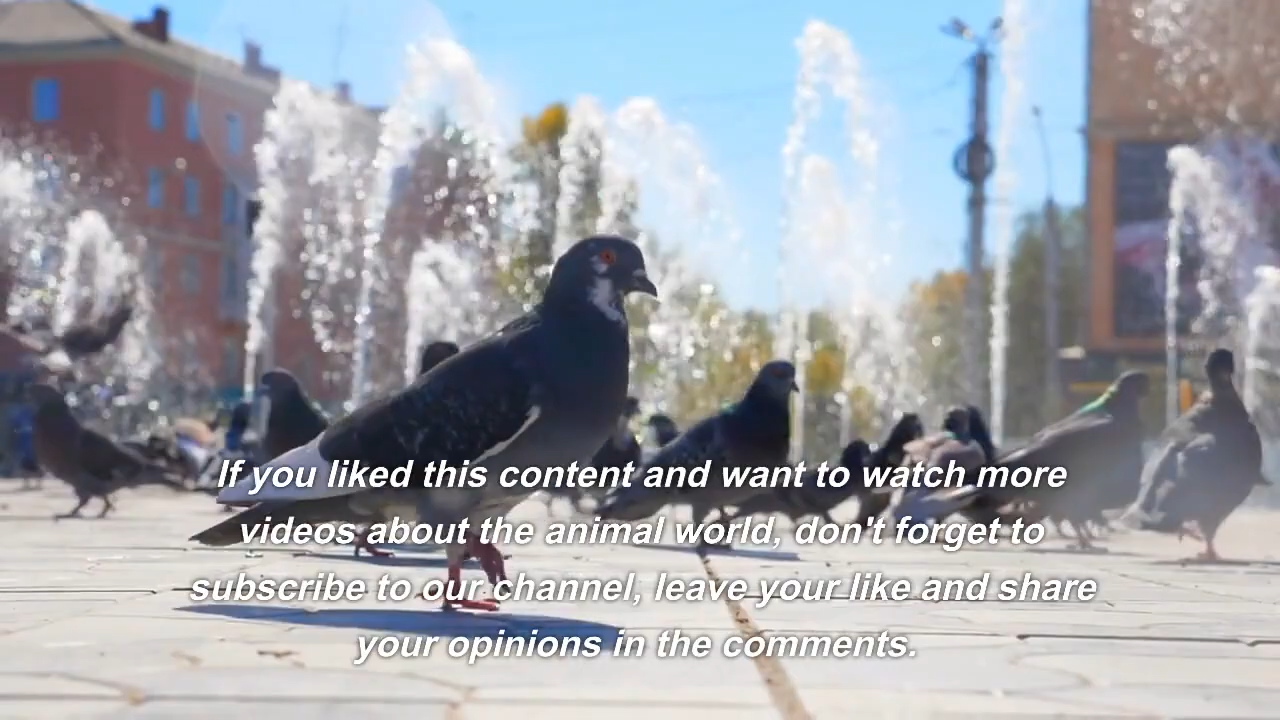 If you liked this content and want to watch more
videos about the animal world, don't forget to
subscribe to our channel, leave your like and share
your opinions in the comments.